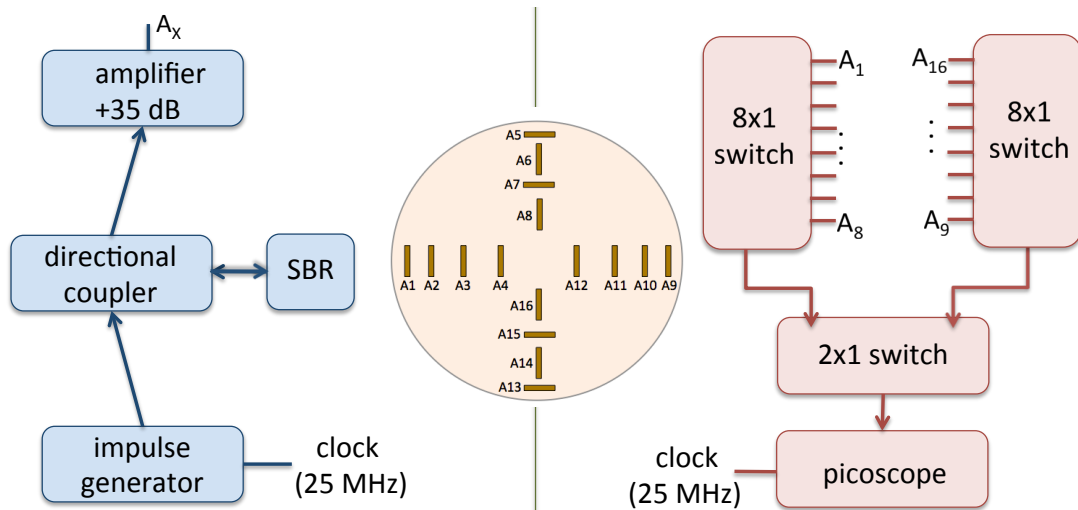 Ax
amplifier
+35 dB
directional
coupler
SBR
impulse
generator
clock
(25 MHz)
A5
A6
A7
A8
A1 A2 A3 A4 A12 A11 A10 A9
A16
A15
A14
A13
8x1
switch
A1
A8
A16
A9
8x1
switch
2x1 switch
picoscope
clock
(25 MHz)